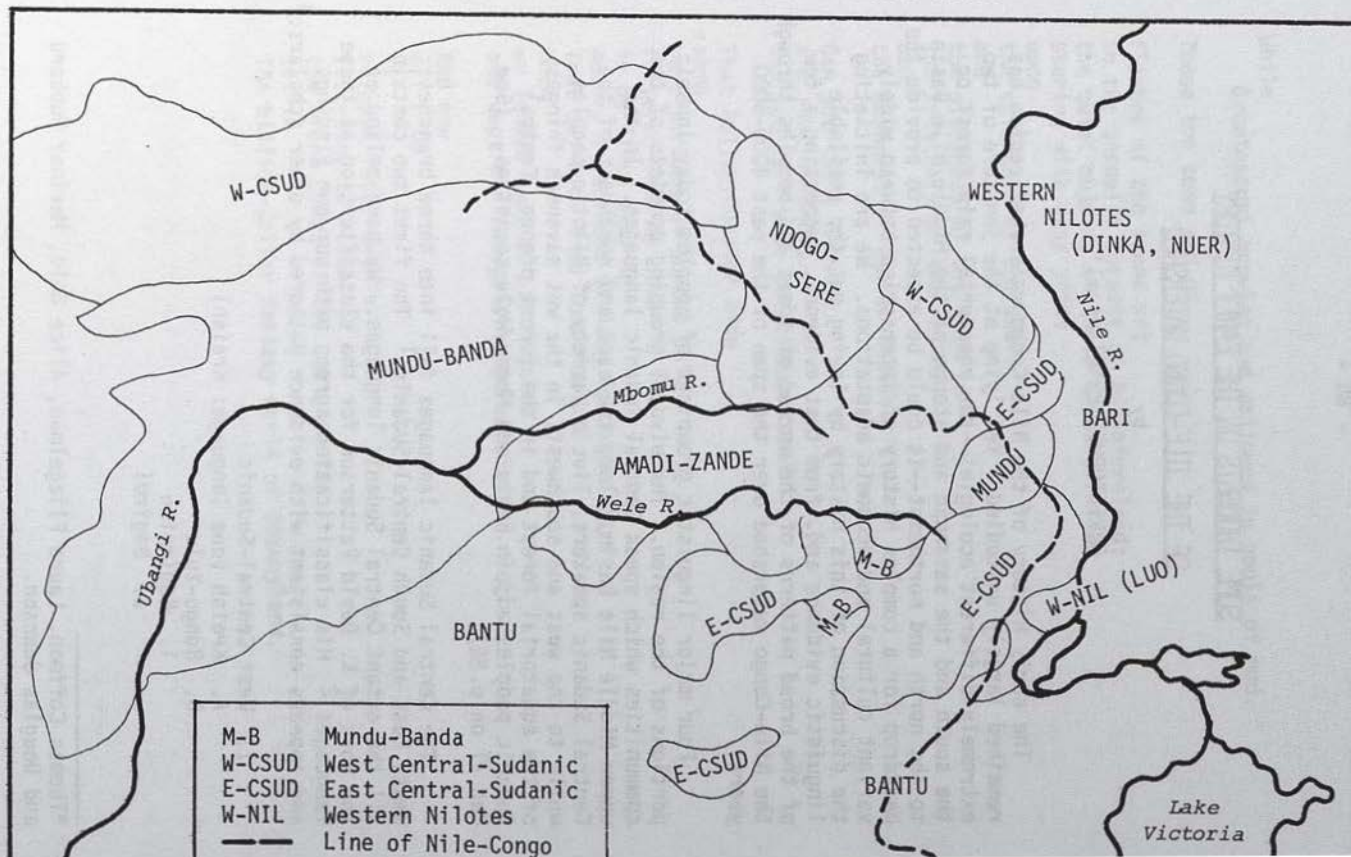 W-CSUD
WESTERN
NILOTES
(DINKA, NUER)
NDOGO-
SERE
W-CSUD
Nile R.
MUNDU-BANDA
Mbomu R.
E-CSUD
BARI
AMADI-ZANDE
MUNDU
Wele R.
Ubangi R.
M-B
E-CSUD
W-NIL (LUO)
E-CSUD
M-B
BANTU
M-B Mundu-Banda
W-CSUD West Central-Sudanic
E-CSUD East Central-Sudanic
W-NIL Western Nilotes
Line of Nile-Congo
E-CSUD
BANTU
Lake
Victoria